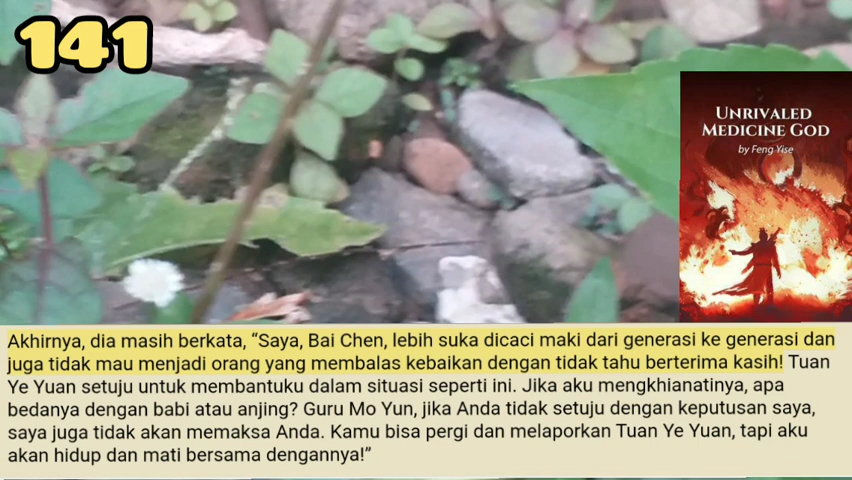 141
UNRIVALED
MEDICINE GOD
by Feng Yise
Akhirnya, dia masih berkata, “Saya, Bai Chen, lebih suka dicaci maki dari generasi ke generasi dan
juga tidak mau menjadi orang yang membalas kebaikan dengan tidak tahu berterima kasih! Tuan
Ye Yuan setuju untuk membantuku dalam situasi seperti ini. Jika aku mengkhianatinya, apa
bedanya dengan babi atau anjing? Guru Mo Yun, jika Anda tidak setuju dengan keputusan saya,
saya juga tidak akan memaksa Anda. Kamu bisa pergi dan melaporkan Tuan Ye Yuan, tapi aku
akan hidup dan mati bersama dengannya!”